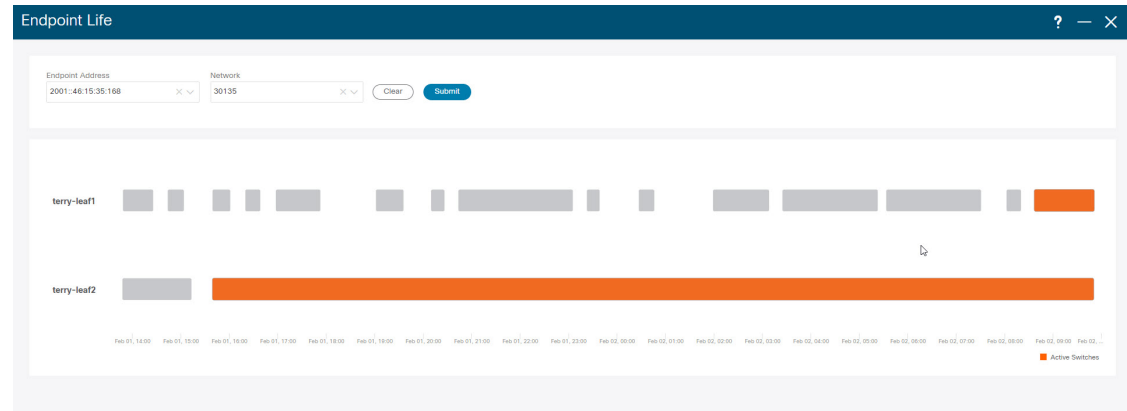 Endpoint Life ?
Endpoint Address Network
2001::46:15:35:168 30135 Clear Submit
terry-leaf1
terry-leaf2
Feb 01, 14:00 Feb 01, 15:00 Feb 01, 16:00 Feb 01, 17:00 Feb 01, 18:00 Feb 01, 19:00 Feb 01, 20:00 Feb 01, 21:00 Feb 01, 22:00 Feb 01, 23:00 Feb 02, 00:00 Feb 02, 01:00 Feb 02, 02:00 Feb 02, 03:00 Feb 02, 04:00 Feb 02, 05:00 Feb 02, 06:00 Feb 02, 07:00 Feb 02, 08:00 Feb 02, 09:00 Feb 02, ...
Active Switches